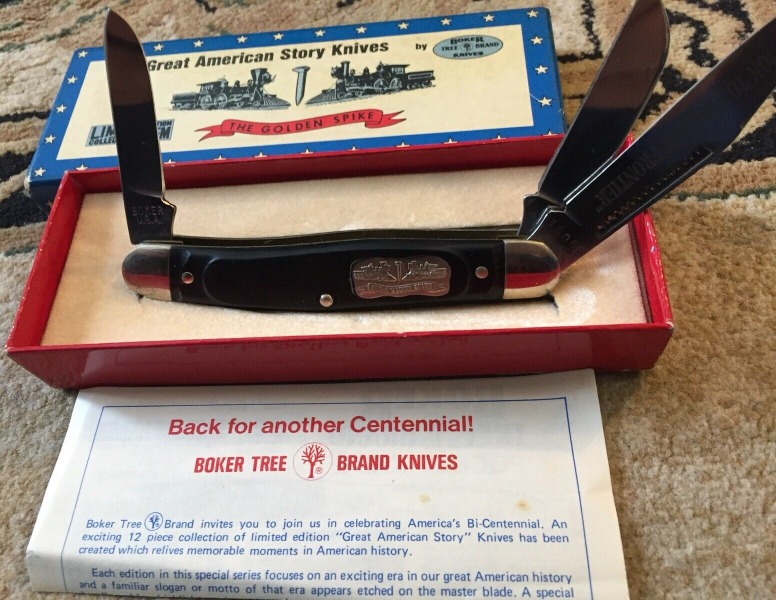 Great American Story Knives
by
BOKER
TREE BRAND
KNIVES
THE GOLDEN SPIKE
BOKER
U.S.A.
Back for another Centennial!
BOKER TREE ® BRAND KNIVES
Boker Tree Brand invites you to join us in celebrating America's Bi-Centennial. An
exciting 12 piece collection of limited edition "Great American Story" Knives has been
created which relives memorable moments in American history.
Each edition in this special series focuses on an exciting era in our great American history
and a familiar slogan or motto of that era appears etched on the master blade. A special